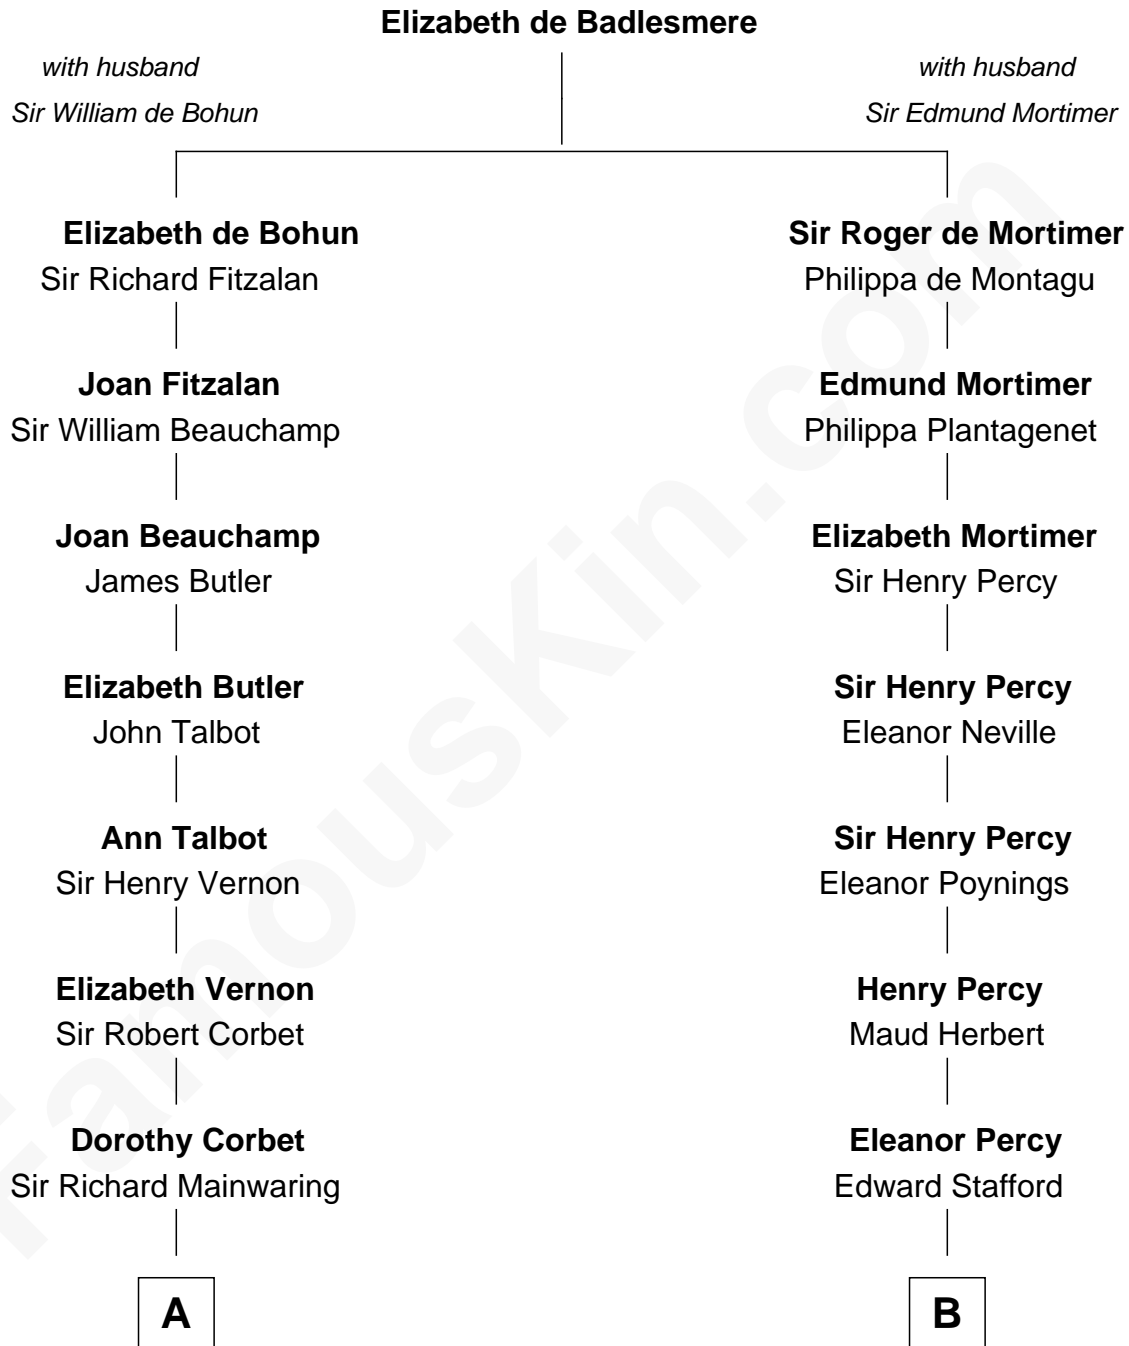 Elizabeth de Badlesmere
with husband
Sir William de Bohun
with husband
Sir Edmund Mortimer
Elizabeth de Bohun
Sir Richard Fitzalan
Joan Fitzalan
Sir William Beauchamp
Joan Beauchamp
James Butler
Elizabeth Butler
John Talbot
Ann Talbot
Sir Henry Vernon
Elizabeth Vernon
Sir Robert Corbet
Dorothy Corbet
Sir Richard Mainwaring
A
Sir Roger de Mortimer
Philippa de Montagu
Edmund Mortimer
Philippa Plantagenet
Elizabeth Mortimer
Sir Henry Percy
Sir Henry Percy
Eleanor Neville
Sir Henry Percy
Eleanor Poynings
Henry Percy
Maud Herbert
Eleanor Percy
Edward Stafford
B
FamousKin.com